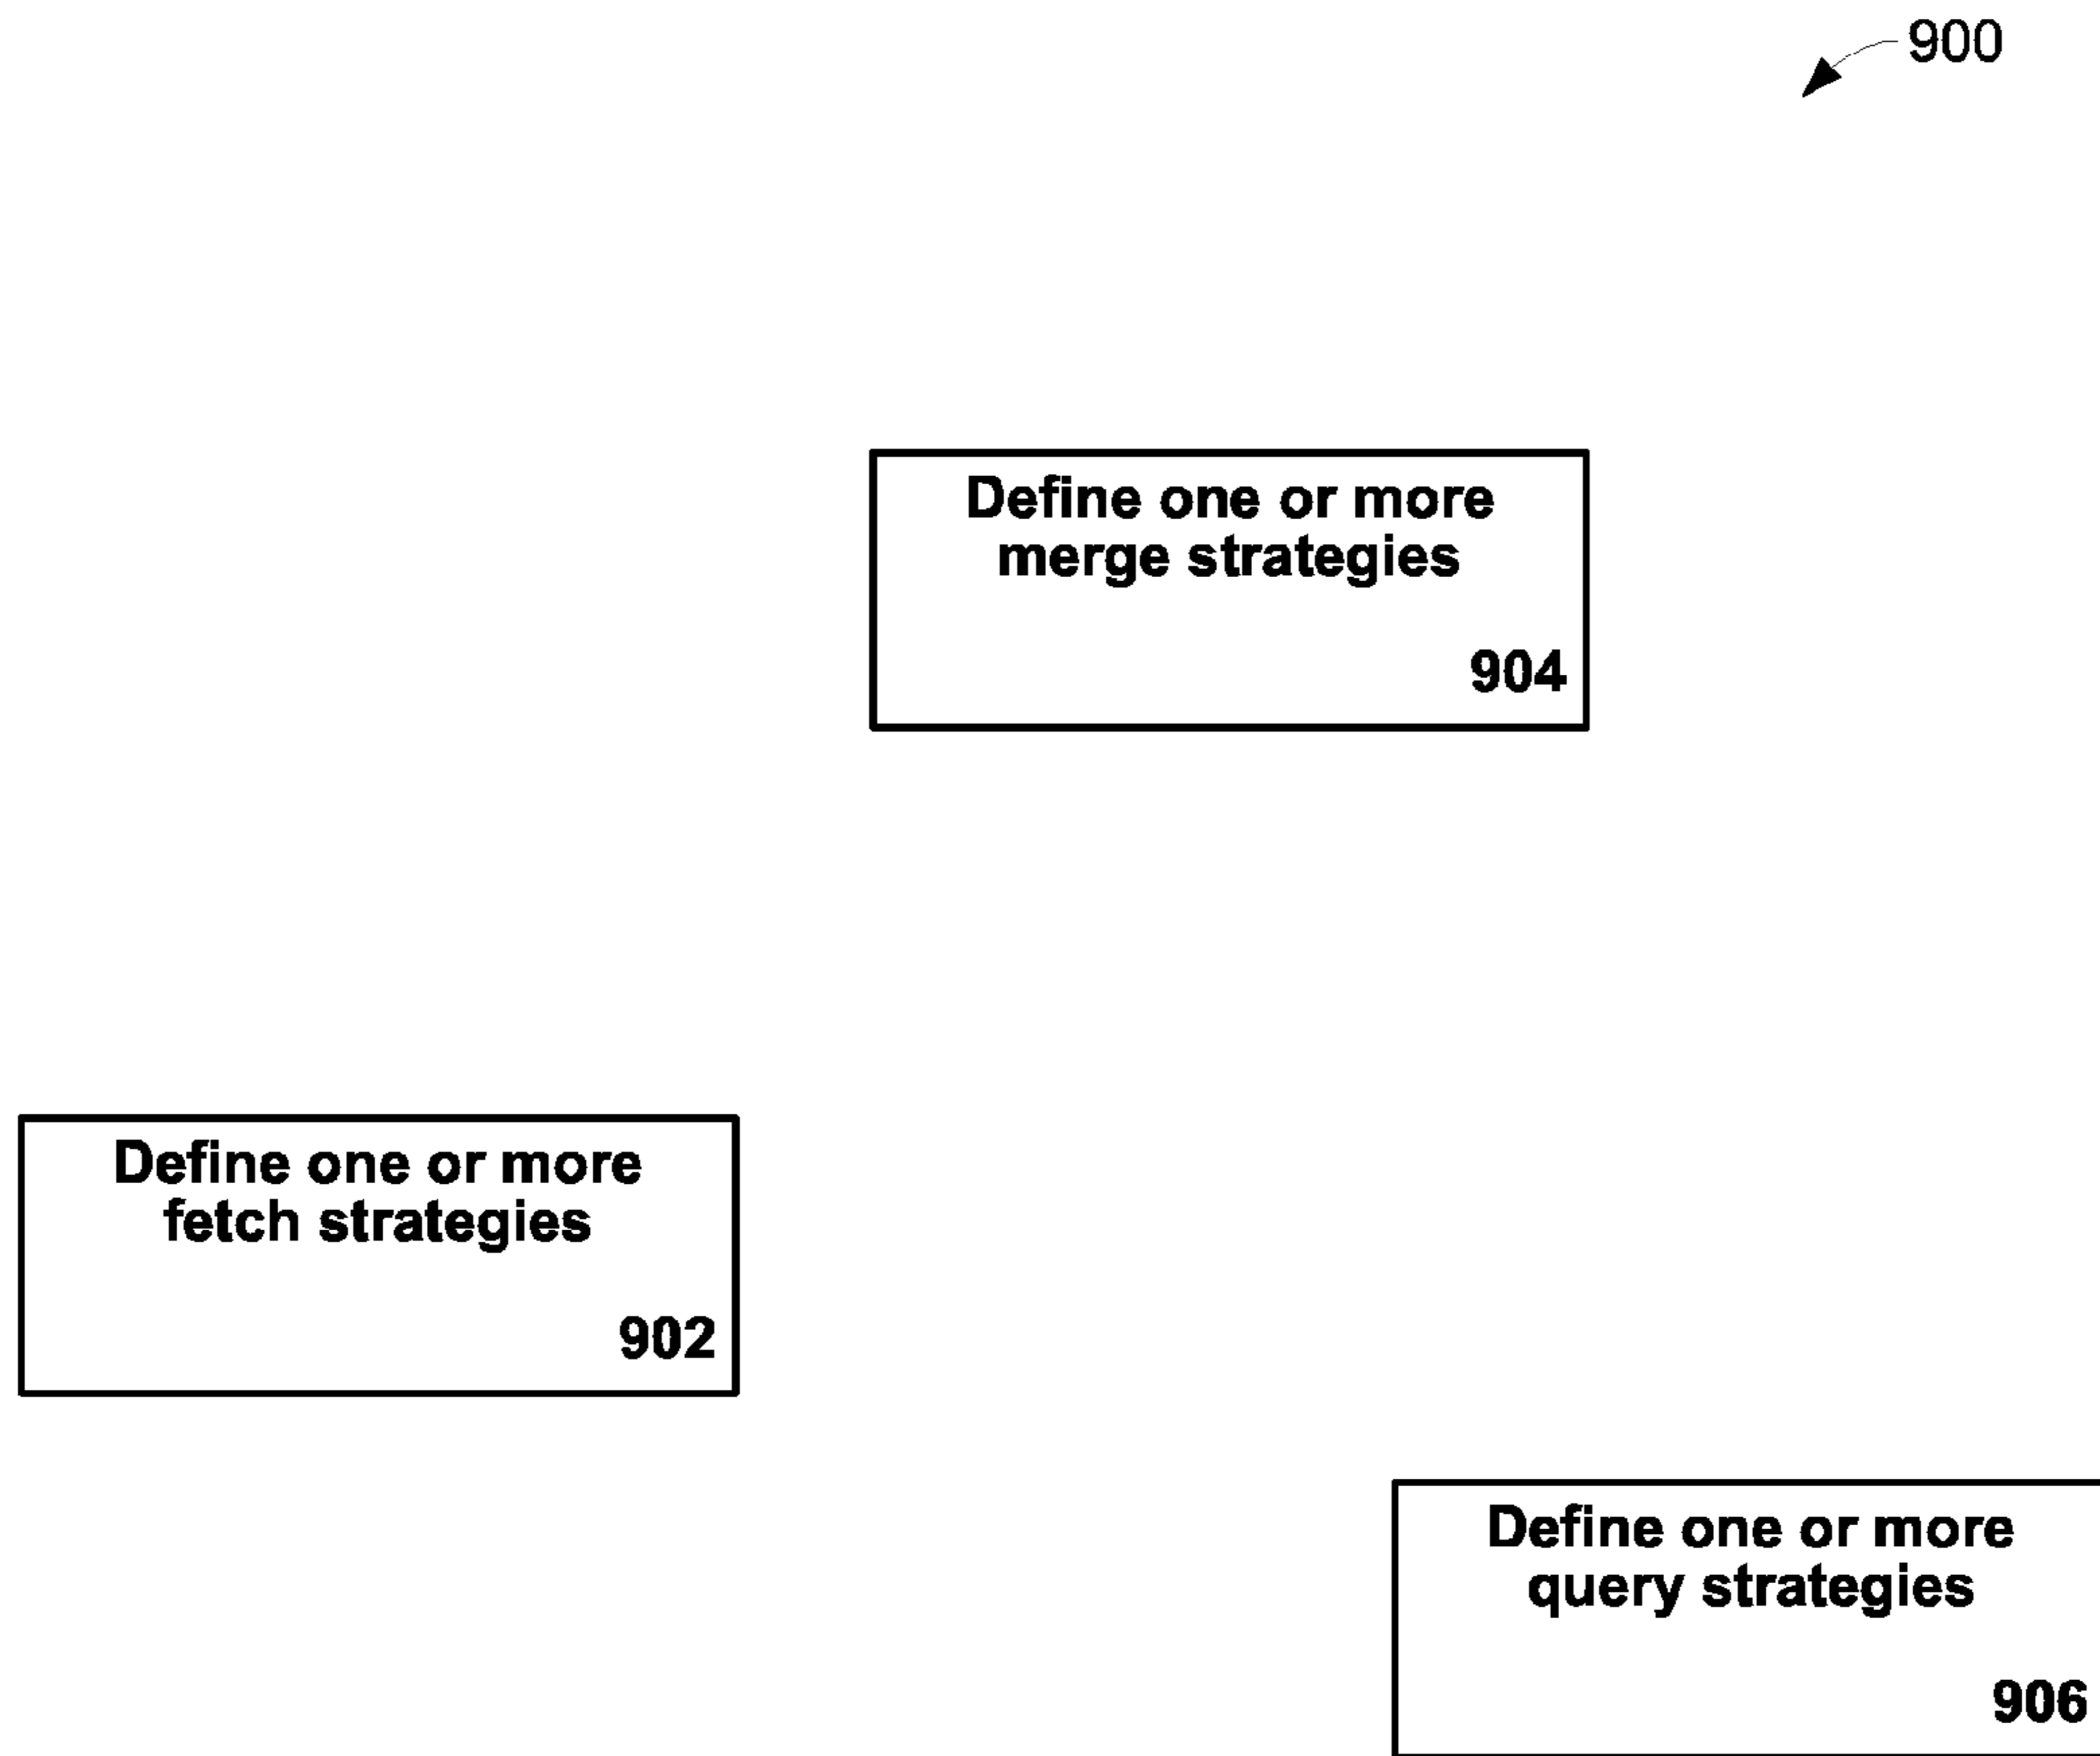 900
Define one or more
merge strategies
904
Define one or more
fetch strategies
902
Define one or more
query strategies
906